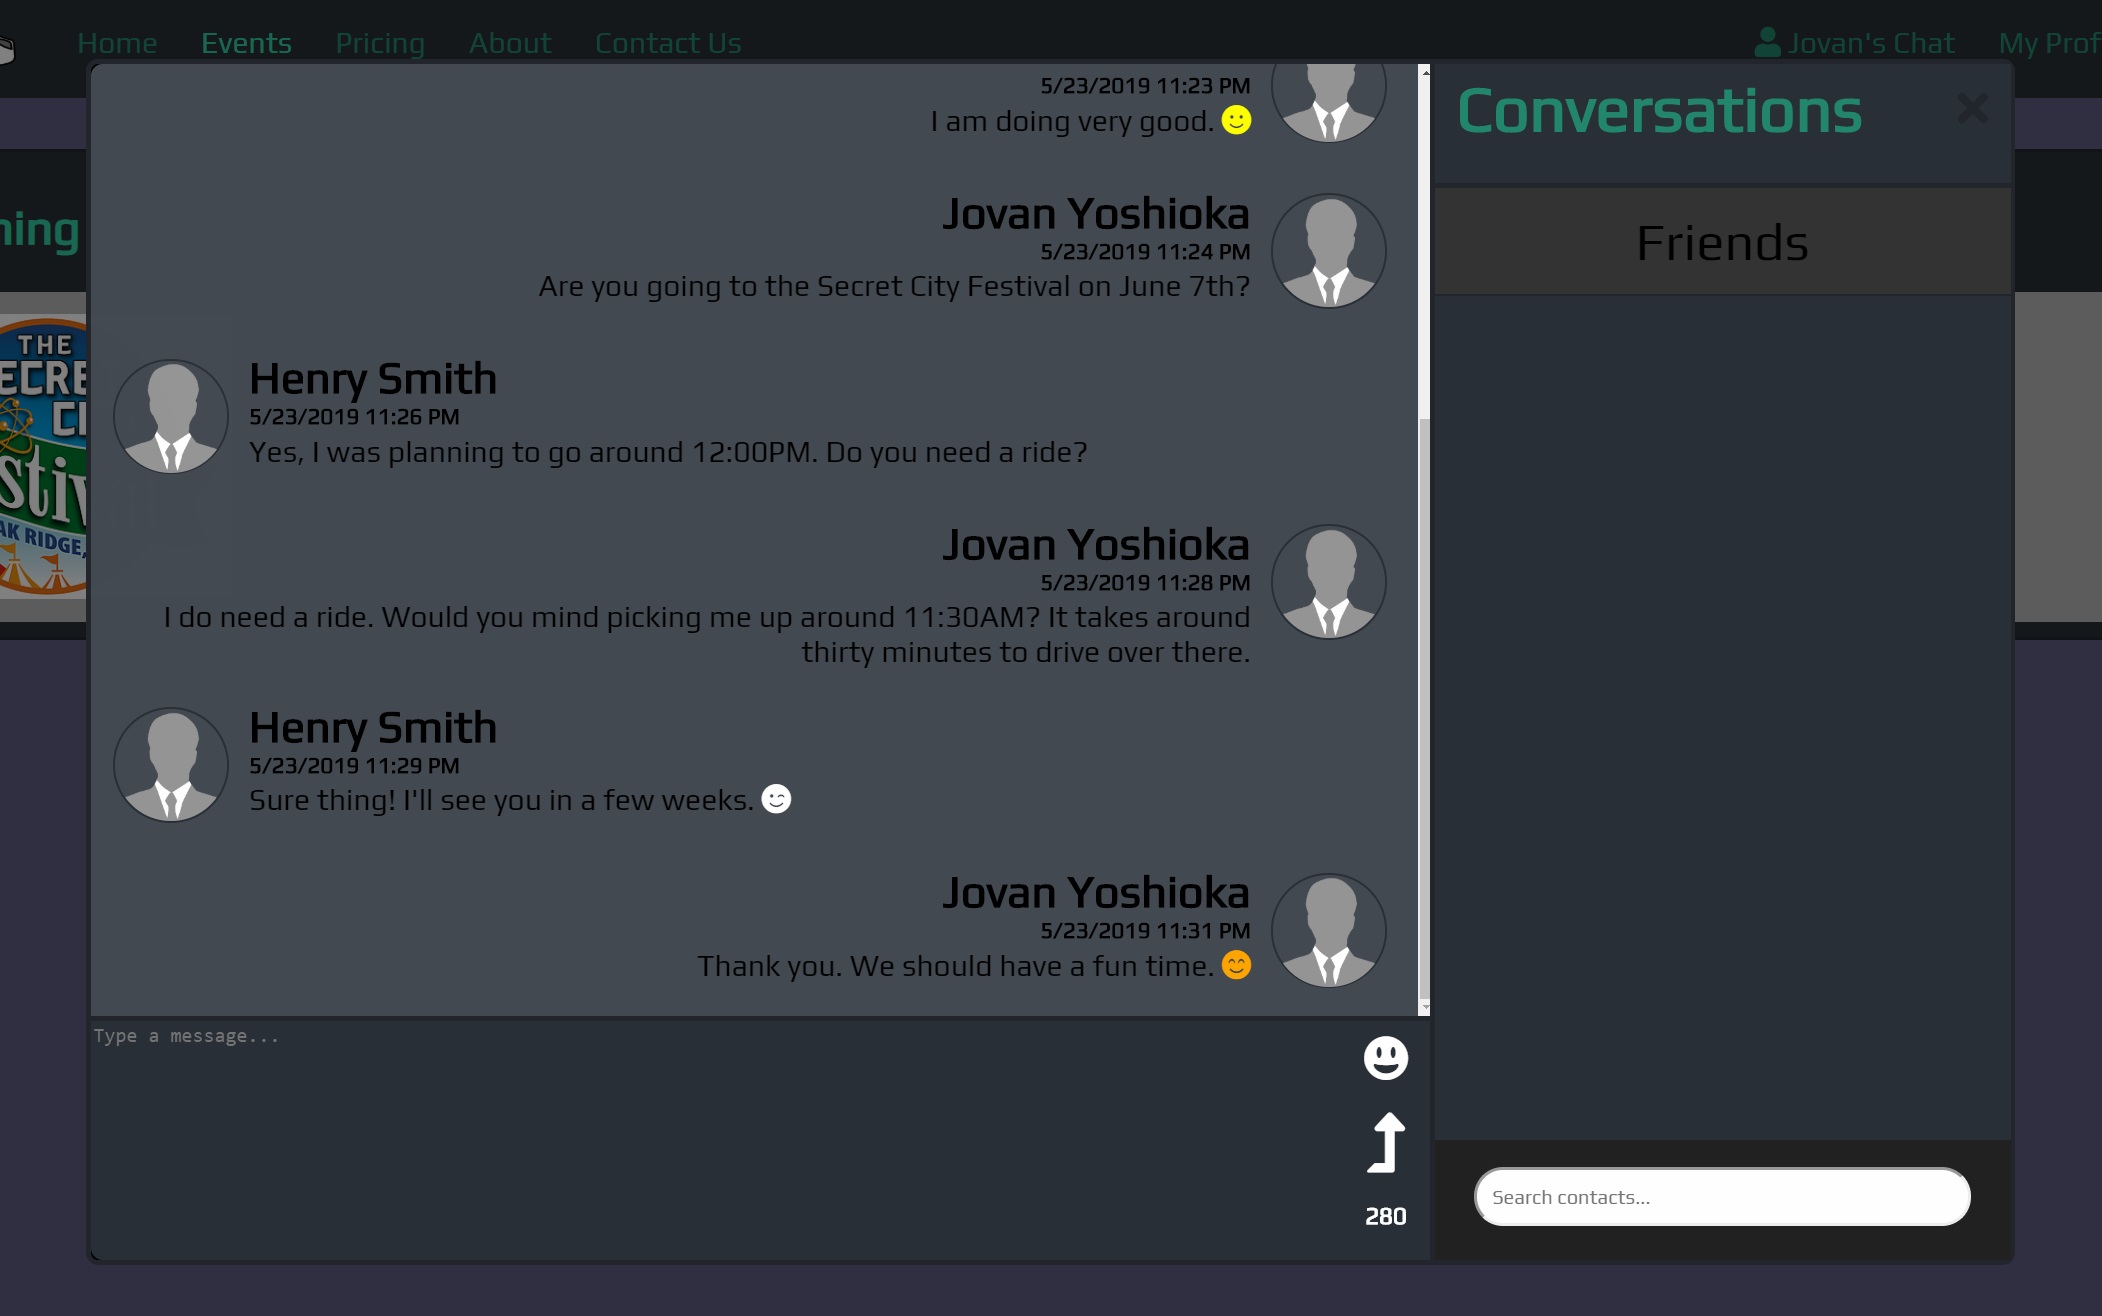 Home Events Pricing About Contact Us Jovan's Chat My Prof
5/23/2019 11:23 PM
I am doing very good.
Jovan Yoshioka
5/23/2019 11:24 PM
Are you going to the Secret City Festival on June 7th?
Henry Smith
5/23/2019 11:26 PM
Yes, I was planning to go around 12:00PM. Do you need a ride?
Jovan Yoshioka
5/23/2019 11:28 PM
I do need a ride. Would you mind picking me up around 11:30AM? It takes around
thirty minutes to drive over there.
Henry Smith
5/23/2019 11:29 PM
Sure thing! I'll see you in a few weeks.
Jovan Yoshioka
5/23/2019 11:31 PM
Thank you. We should have a fun time.
Type a message...
280
Conversations
Friends
Search contacts...
ning
THE
ECRE
CI
stiv
AK RIDGE,